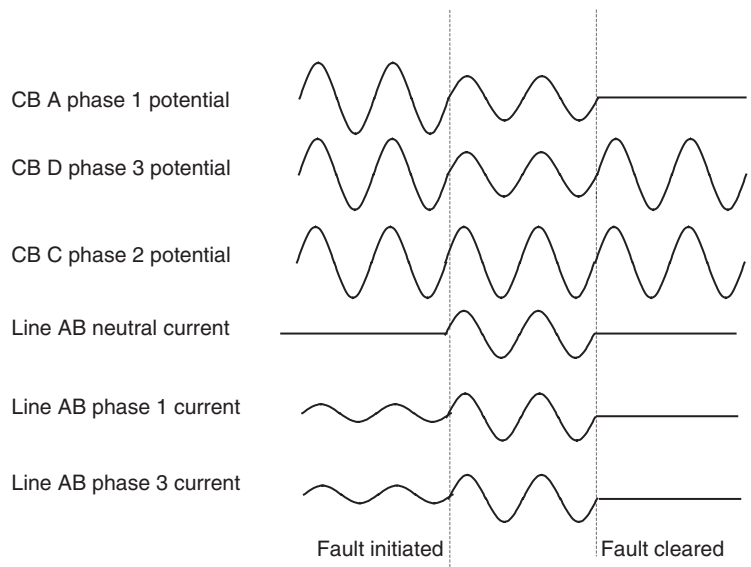 CB A phase 1 potential
CB D phase 3 potential
CB C phase 2 potential
Line AB neutral current
Line AB phase 1 current
Line AB phase 3 current
Fault initiated
Fault cleared